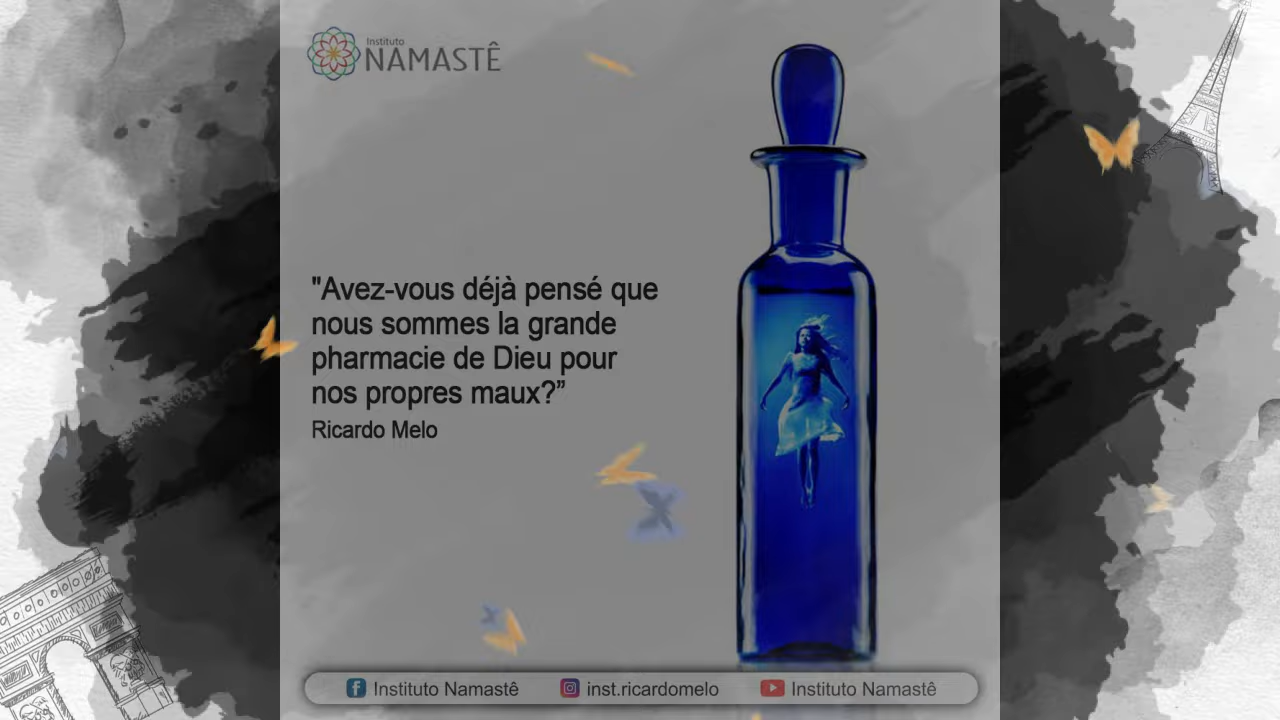 Instituto
NAMASTÊ
"Avez-vous déjà pensé que
nous sommes la grande
pharmacie de Dieu pour
nos propres maux?”
Ricardo Melo
Instituto Namastê inst.ricardomelo Instituto Namastê